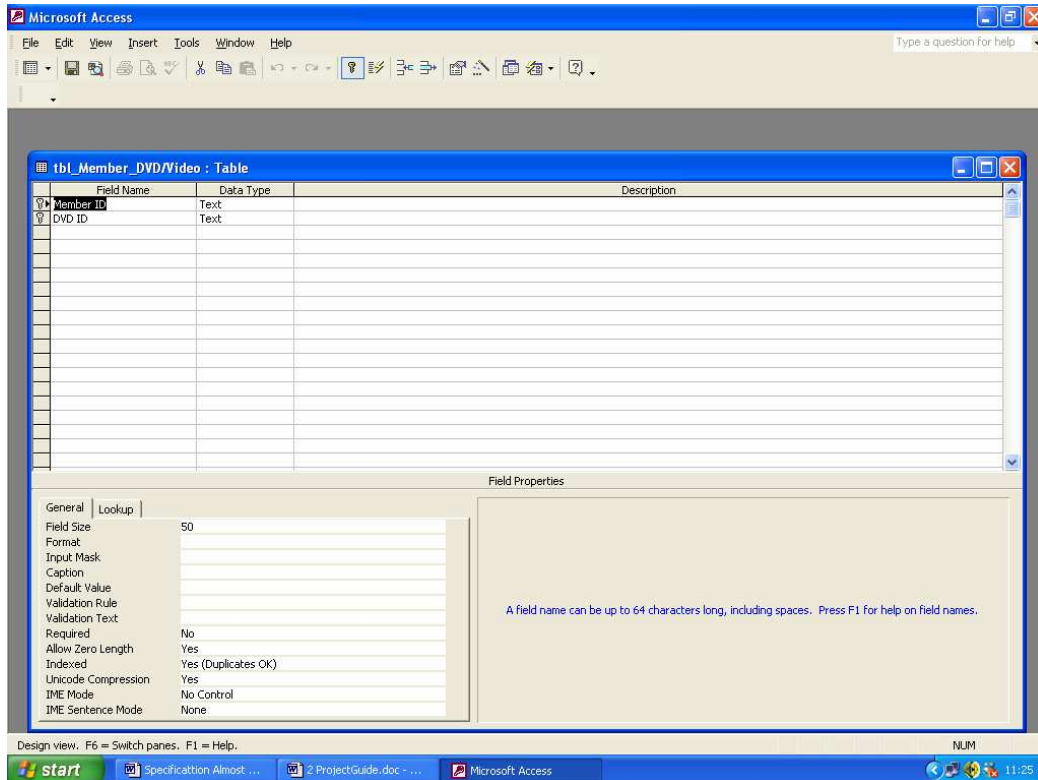 Microsoft Access
File Edit View Insert Tools Window Help
Type a question for help
tbl_Member_DVD/Video : Table
Field Name Data Type Description
Member ID Text
DVD ID Text
Field Properties
General Lookup
Field Size 50
Format
Input Mask
Caption
Default Value
Validation Rule
Validation Text
Required No
Allow Zero Length Yes
Indexed Yes (Duplicates OK)
Unicode Compression Yes
IME Mode No Control
IME Sentence Mode None
A field name can be up to 64 characters long, including spaces. Press F1 for help on field names.
Design view. F6 = Switch panes. F1 = Help. NUM
start Specificattion Almost ... 2 ProjectGuide.doc - ... Microsoft Access 11:25